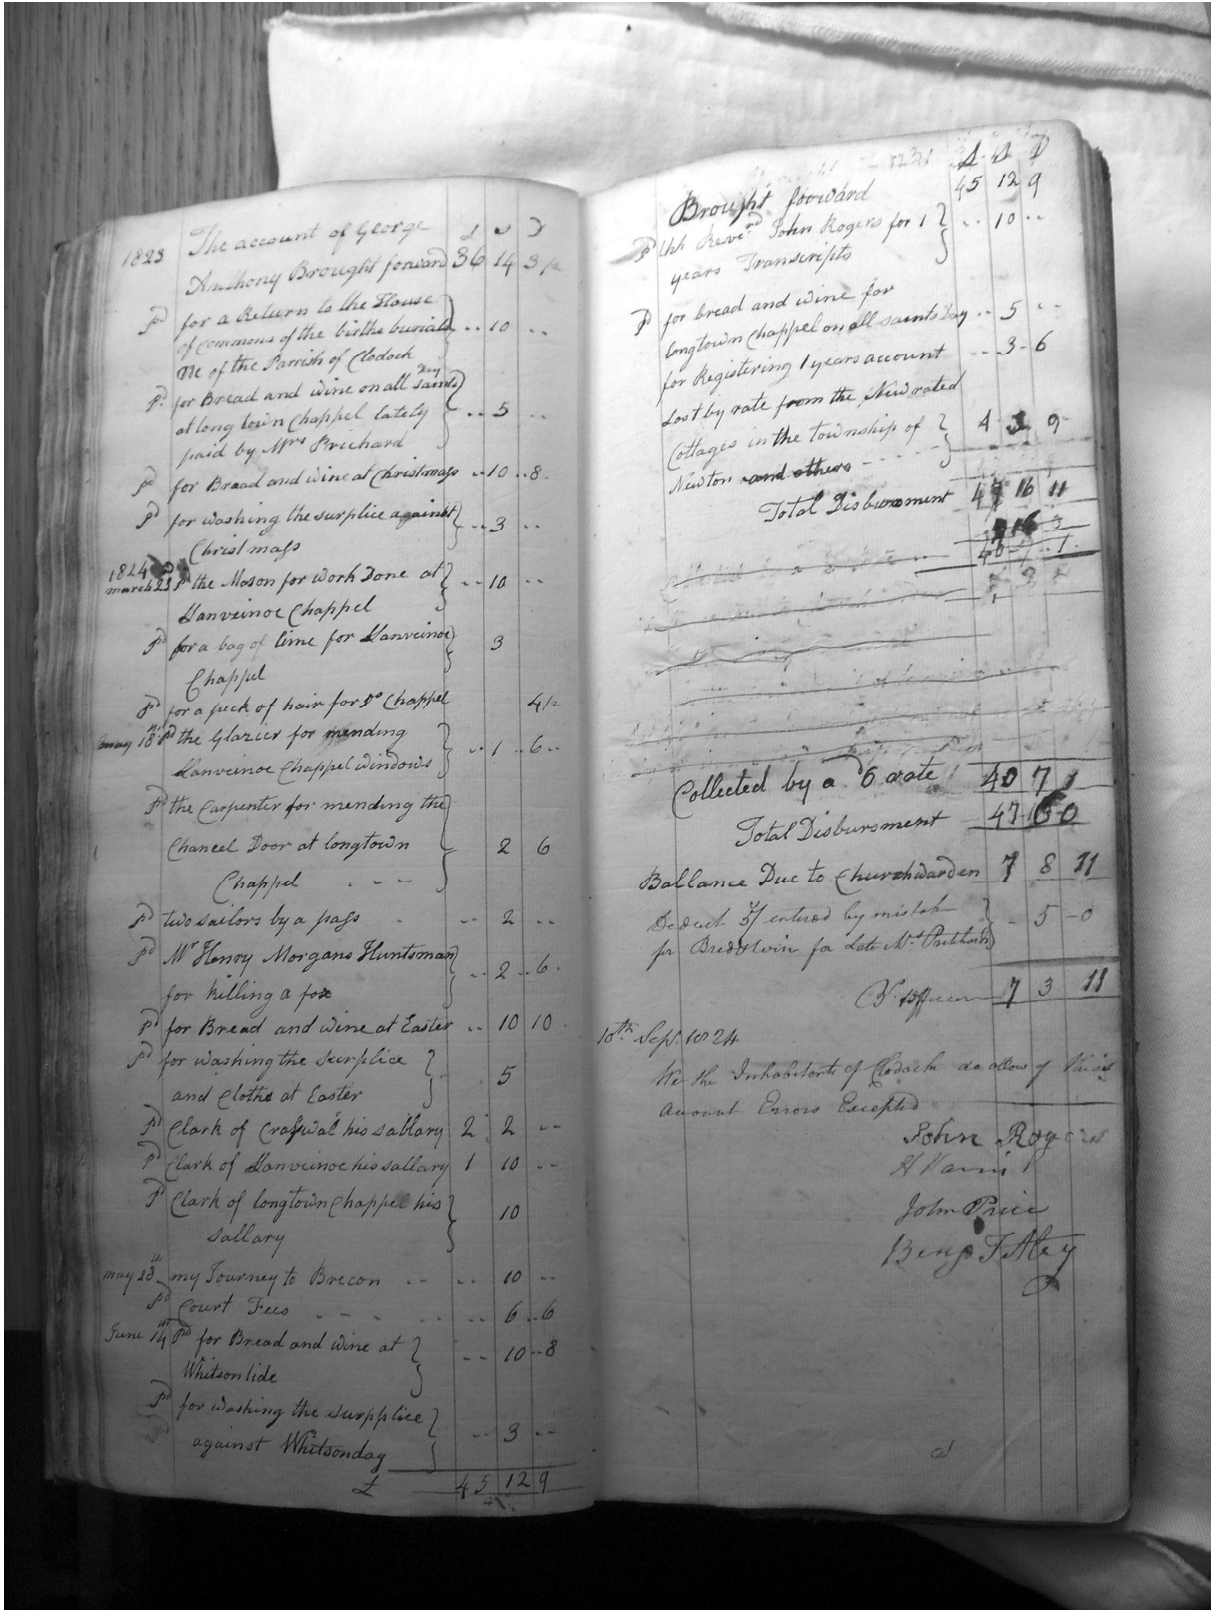 1823 The account of George £ s D
Anthony Brought forward 36 14 3 1/2
Pd for a Return to the House
of commons of the births burials .. 10 ..
&c of the Parrish of Clodock
Pd for Bread and wine on all saints day
at long town Chappel lately .. 5 ..
paid by Mrs Prichard
Pd for Bread and wine at Christmass .. 10 .. 8
Pd for washing the surplice against .. 3 ..
Christmass
1824
march 23 Pd the Mason for work Done at .. 10 ..
Llanveinoe Chappel
Pd for a bag of lime for Llanveinoe 3
Chappel
Pd for a peck of hair for Do Chappel 4 1/2
may 18th Pd the Glazier for mending .. 1 .. 6 ..
Llanveinoe Chappel windows
Pd the Carpenter for mending the
Chancel Door at longtown 2 6
Chappel . - - -
Pd two sailors by a pass - .. 2 ..
Pd Mr Henry Morgans Huntsman .. 2 .. 6
for killing a fox
Pd for Bread and wine at Easter .. 10 10
Pd for washing the surplice 5
and Cloths at Easter
Pd Clark of Craswal his sallary 2 2 ..
Pd Clark of Llanveinoe his sallary 1 10 ..
Pd Clark of longtown Chappel his 10
sallary
may 28th my Journey to Brecon .. .. 10 ..
Pd Court Fees - - - .. 6 .. 6
June 14th Pd for Bread and wine at .. 10 .. 8
Whitsontide
Pd for washing the surpplice .. 3 ..
against Whitsonday
£ 45 12 9
£ s D
Brought forward 45 12 9
Pd the Revernd John Rogers for 1 .. 10 ..
years Transcripts
Pd for bread and wine for
longtown Chappel on all saints Day .. 5 ..
for Registering 1 years account .. 3 - 6
Lost by rate from the New rated
Cottages in the township of 4 9
Newton and others
Total Disbursment 47 16 11
Collected by a 6d rate 40 7 1
Total Disbursment 47 16 0
Ballance Due to Churchwarden 7 8 11
Deduct 5/ entered by mistake - 5 - 0
for Bred & win for Late Mrs Pritchard
7 3 11
10th Sep. 1824
We the Inhabitants of Clodock do allow of this
account Errors Excepted
John Rogers
John Price